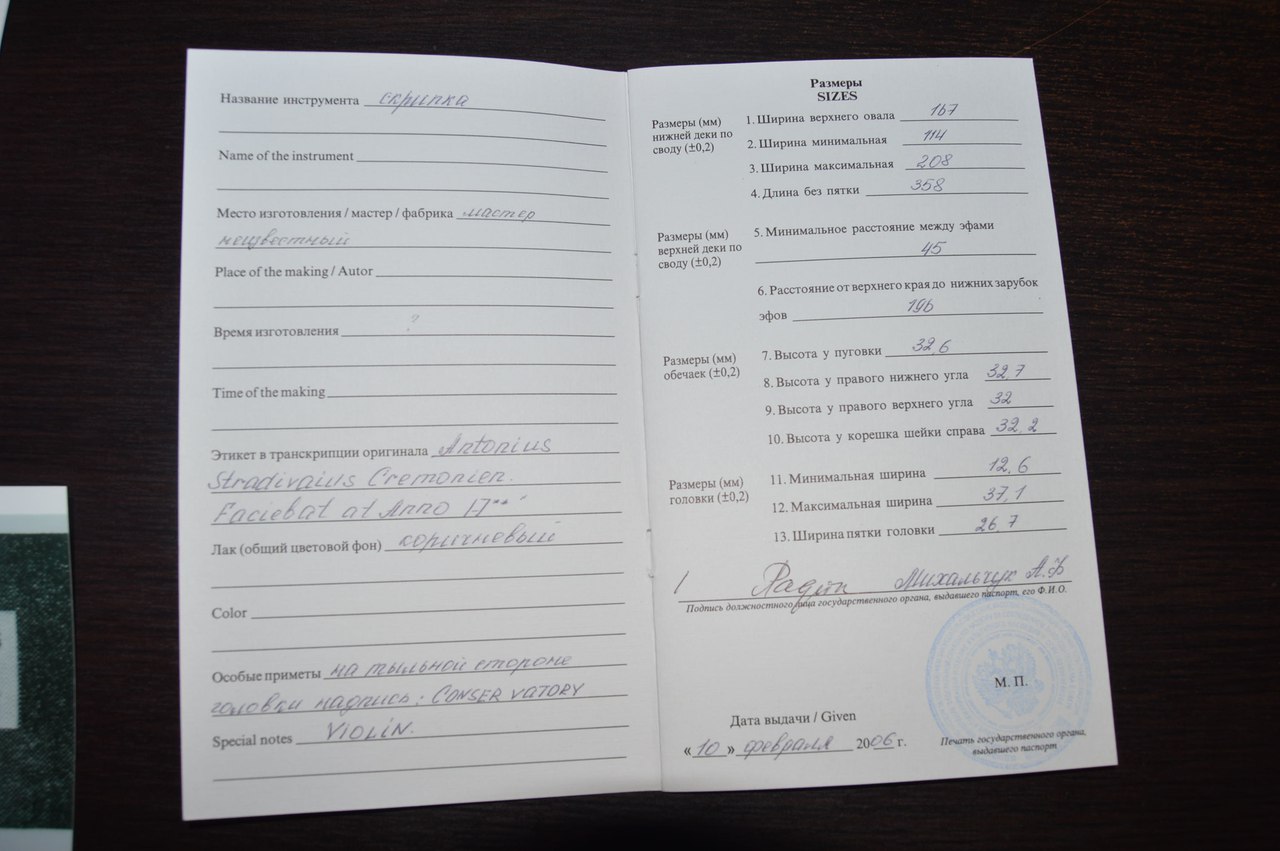 Название инструмента скрипка
Name of the instrument
Место изготовления / мастер / фабрика мастер
неизвестный
Place of the making / Autor
Время изготовления ?
Time of the making
Этикет в транскрипции оригинала Antonius
Stradivaius Cremonien.
Faciebat at Anno 17
Лак (общий цветовой фон) коричневый
Color
Особые приметы на тыльной стороне
головки надпись: CONSERVATORY
Special notes VIOLIN.
Размеры
SIZES
Размеры (мм)
нижней деки по
своду (±0,2)
1. Ширина верхнего овала 167
2. Ширина минимальная 114
3. Ширина максимальная 208
4. Длина без пятки 358
Размеры (мм)
верхней деки по
своду (±0,2)
5. Минимальное расстояние между эфами
45
6. Расстояние от верхнего края до нижних зарубок
эфов 196
Размеры (мм)
обечаек (±0,2)
7. Высота у пуговки 32,6
8. Высота у правого нижнего угла 32,7
9. Высота у правого верхнего угла 32
10. Высота у корешка шейки справа 32,2
Размеры (мм)
головки (±0,2)
11. Минимальная ширина 12,6
12. Максимальная ширина 37,1
13. Ширина пятки головки 26,7
Михальчук А.Ф
Подпись должностного лица государственного органа, выдавшего паспорт, его Ф.И.О.
М. П.
Дата выдачи / Given
« 10 » февраля 2006 г.
Печать государственного органа,
выдавшего паспорт